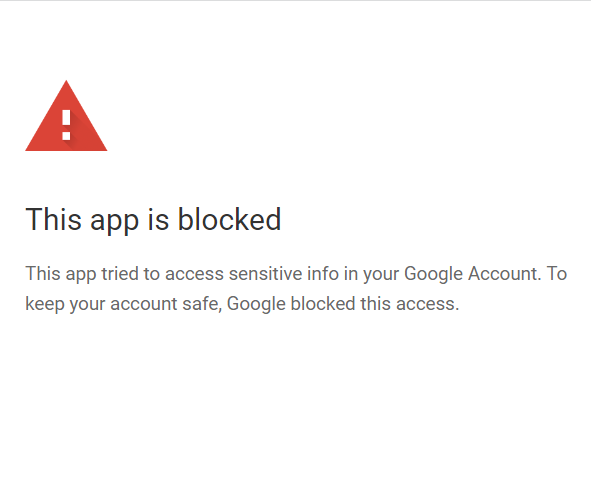 This app is blocked
This app tried to access sensitive info in your Google Account. To
keep your account safe, Google blocked this access.